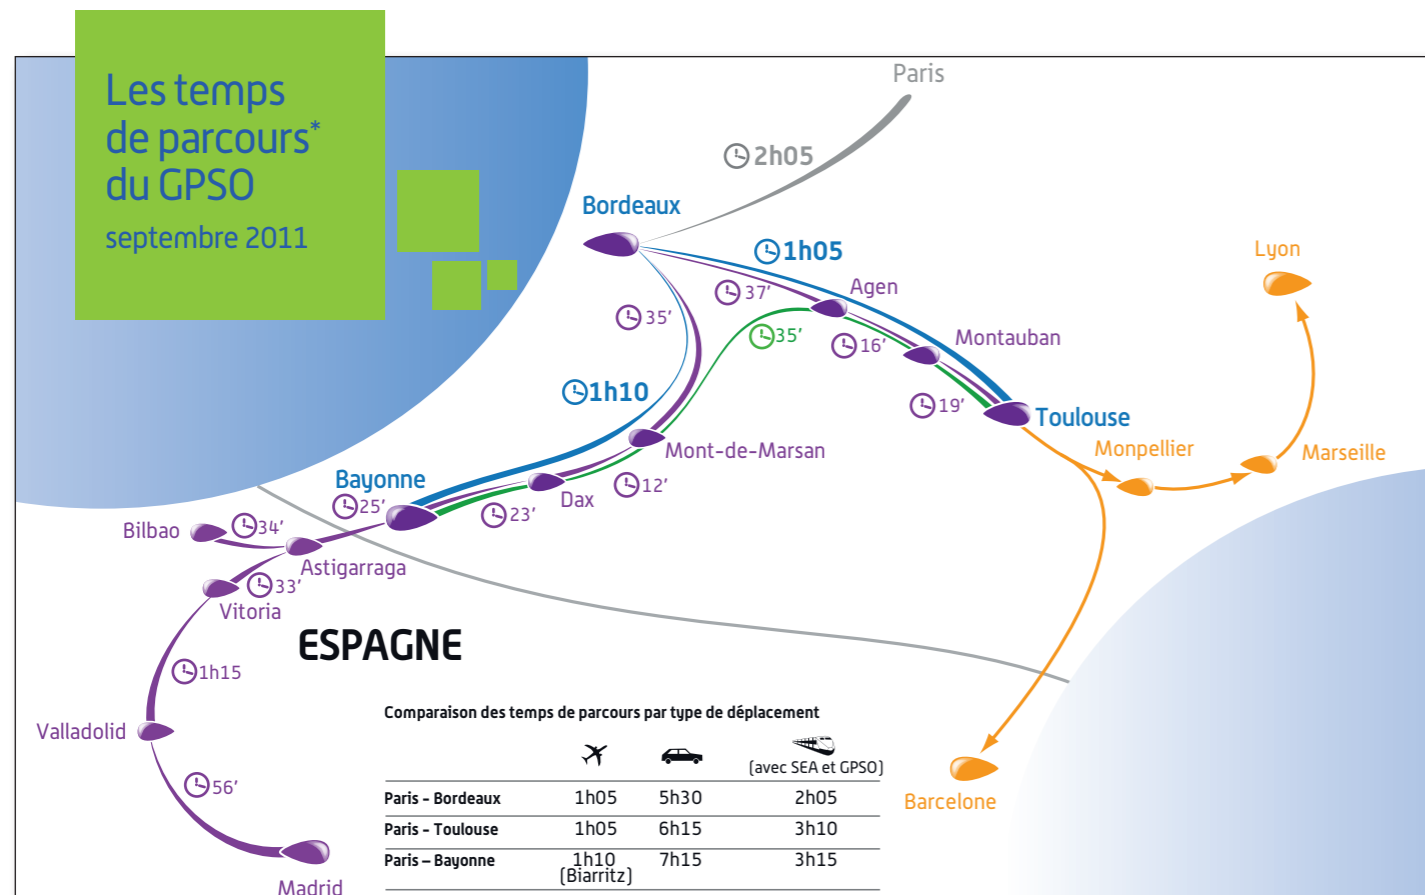 Les temps
de parcours*
du GPSO
septembre 2011
Paris
2h05
Bordeaux
1h05
Lyon
37’
Agen
35’
35’
16’
Montauban
1h10
19’
Toulouse
Mont-de-Marsan
Monpellier
Marseille
Bayonne
12’
Dax
25’
23’
Bilbao
34’
Astigarraga
33’
Vitoria
ESPAGNE
1h15
Valladolid
56’
Madrid
Barcelone
Comparaison des temps de parcours par type de déplacement
(avec SEA et GPSO)
Paris - Bordeaux 1h05 5h30 2h05
Paris - Toulouse 1h05 6h15 3h10
Paris – Bayonne 1h10 7h15 3h15
(Biarritz)